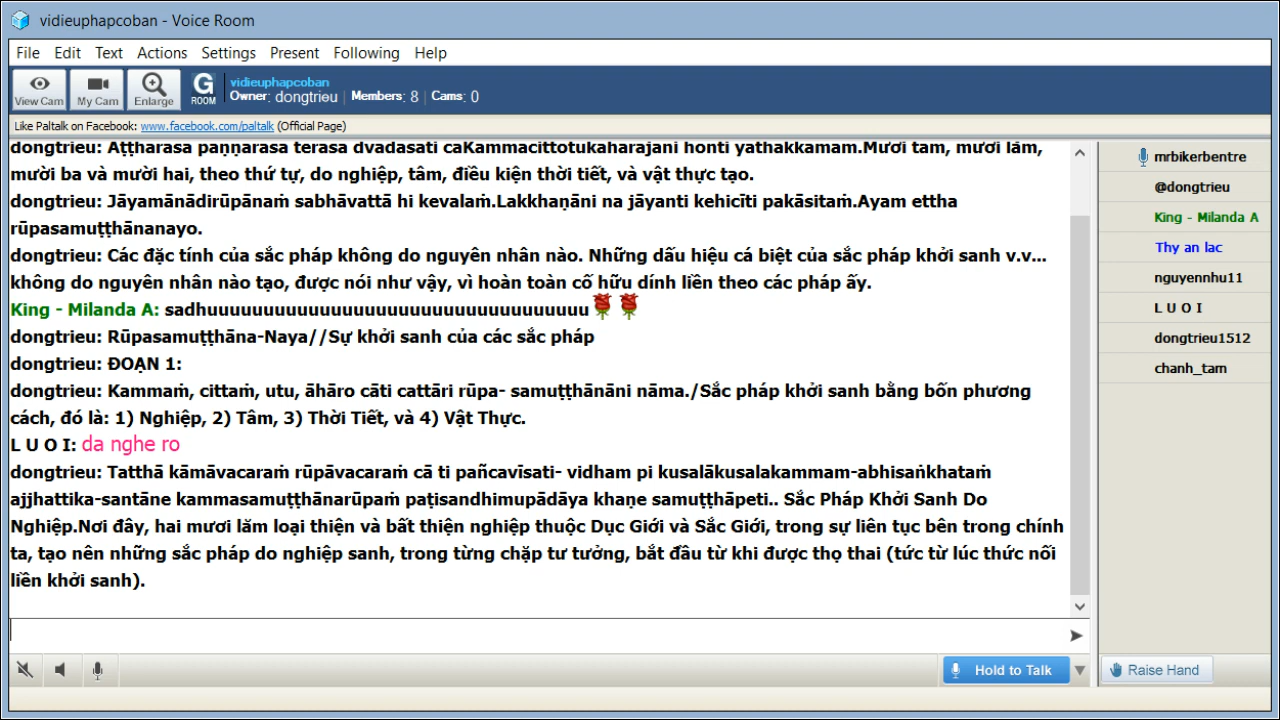 vidieuphapcoban - Voice Room
File Edit Text Actions Settings Present Following Help
View Cam
My Cam
Enlarge
G ROOM
vidieuphapcoban
Owner: dongtrieu | Members: 8 | Cams: 0
Like Paltalk on Facebook: www.facebook.com/paltalk (Official Page)
dongtrieu: Aṭṭhārasa paṇṇarasa terasa dvādasāti caKammacittotukāhārajāni honti yathākkamaṁ.Mười tám, mười lăm,
mười ba và mười hai, theo thứ tự, do nghiệp, tâm, điều kiện thời tiết, và vật thực tạo.
dongtrieu: Jāyamānādirūpānaṁ sabhāvattā hi kevalaṁ.Lakkhaṇāni na jāyanti kehicīti pakāsitaṁ.Ayam ettha
rūpasamuṭṭhānanayo.
dongtrieu: Các đặc tính của sắc pháp không do nguyên nhân nào. Những dấu hiệu cá biệt của sắc pháp khởi sanh v.v...
không do nguyên nhân nào tạo, được nói như vậy, vì hoàn toàn cố hữu dính liền theo các pháp ấy.
King - Milanda A: sadhuuuuuuuuuuuuuuuuuuuuuuuuuuuuuuuuuu
dongtrieu: Rūpasamuṭṭhāna-Naya//Sự khởi sanh của các sắc pháp
dongtrieu: ĐOẠN 1:
dongtrieu: Kammaṁ, cittaṁ, utu, āhāro cāti cattāri rūpa- samuṭṭhānāni nāma./Sắc pháp khởi sanh bằng bốn phương
cách, đó là: 1) Nghiệp, 2) Tâm, 3) Thời Tiết, và 4) Vật Thực.
L U O I: da nghe ro
dongtrieu: Tatthā kāmāvacaraṁ rūpāvacaraṁ cā ti pañcavīsati- vidham pi kusalākusalakammam-abhisaṅkhataṁ
ajjhattika-santāne kammasamuṭṭhānarūpaṁ paṭisandhimupādāya khaṇe samuṭṭhāpeti.. Sắc Pháp Khởi Sanh Do
Nghiệp.Nơi đây, hai mươi lăm loại thiện và bất thiện nghiệp thuộc Dục Giới và Sắc Giới, trong sự liên tục bên trong chính
ta, tạo nên những sắc pháp do nghiệp sanh, trong từng chặp tư tưởng, bắt đầu từ khi được thọ thai (tức từ lúc thức nối
liền khởi sanh).
Hold to Talk
mrbikerbentre
@dongtrieu
King - Milanda A
Thy an lac
nguyennhu11
L U O I
dongtrieu1512
chanh_tam
Raise Hand